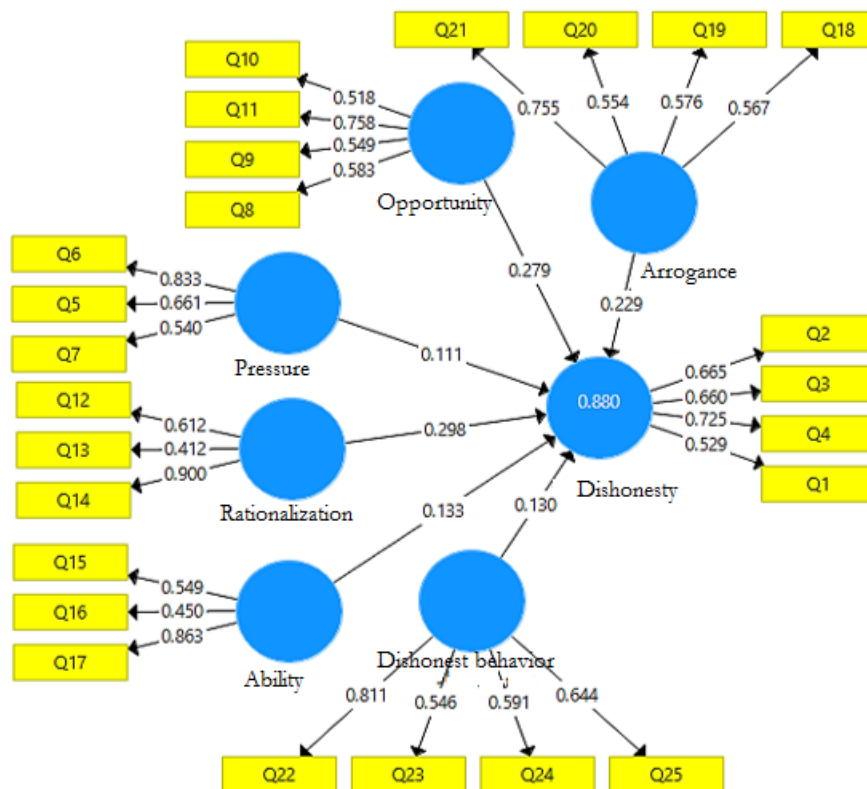 Q21 Q20 Q19 Q18
Q10
Q11
Q9
Q8
0.518
0.758
0.549
0.583
0.755 0.554 0.576 0.567
Opportunity
Arrogance
0.279
0.229
Q6
Q5
Q7
0.833
0.661
0.540
Pressure
0.111
Q12
Q13
Q14
0.612
0.412
0.900
Rationalization
0.298
0.880
Dishonesty
0.665
0.660
0.725
0.529
Q2
Q3
Q4
Q1
Q15
Q16
Q17
0.549
0.450
0.863
Ability
0.133
0.130
Dishonest behavior
0.811 0.546 0.591 0.644
Q22 Q23 Q24 Q25